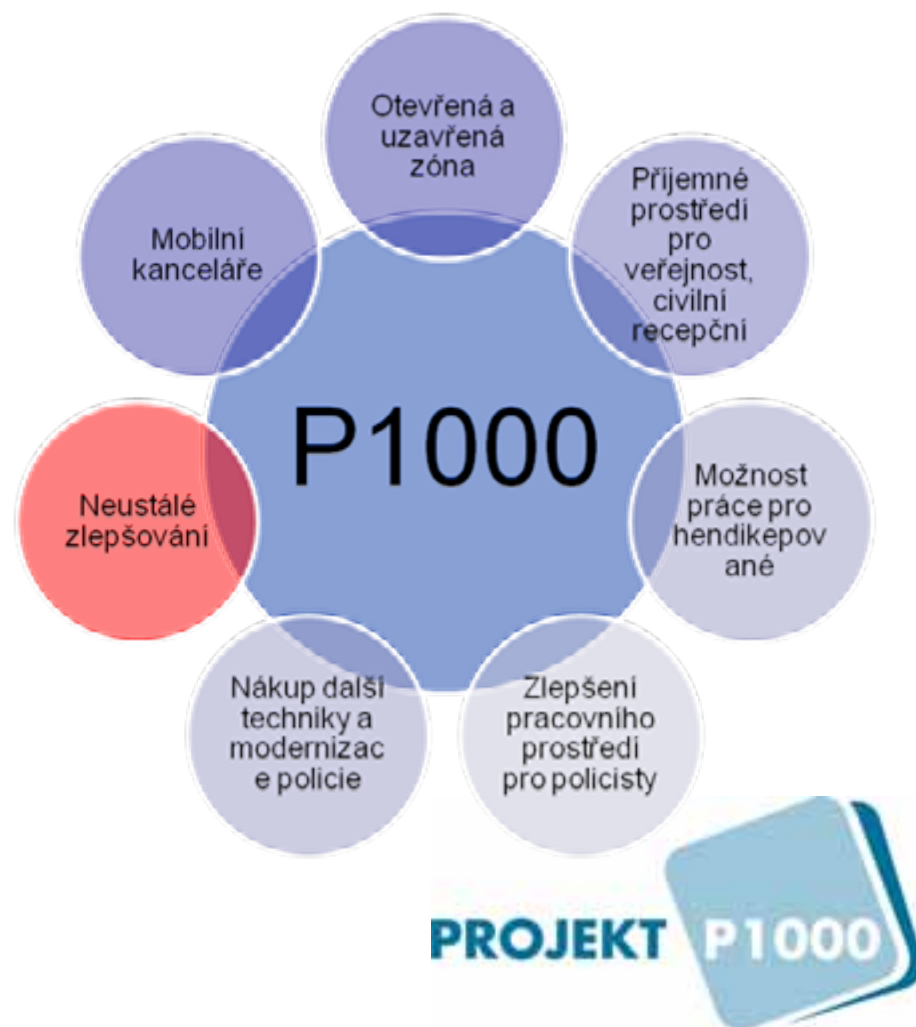 Otevřená a
uzavřená
zóna
Příjemné
prostředí
pro
veřejnost,
civilní
recepční
Možnost
práce pro
hendikepov
ané
Zlepšení
pracovního
prostředí
pro policisty
Nákup další
techniky a
modernizac
e policie
Neustálé
zlepšování
Mobilní
kanceláře
P1000
PROJEKT P1000